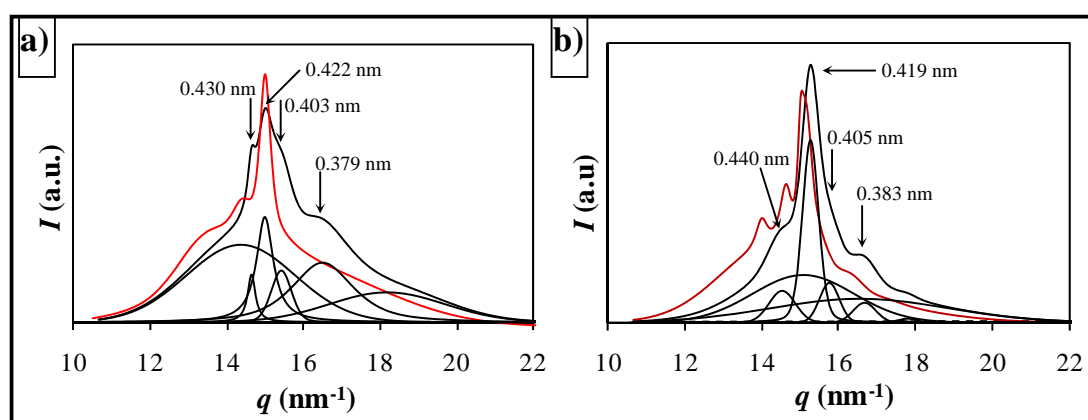 a)
0.430 nm
0.422 nm
0.403 nm
0.379 nm
I (a.u.)
10 12 14 16 18 20 22
q (nm-1)
b)
0.419 nm
0.405 nm
0.440 nm
0.383 nm
I (a.u)
10 12 14 16 18 20 22
q (nm-1)